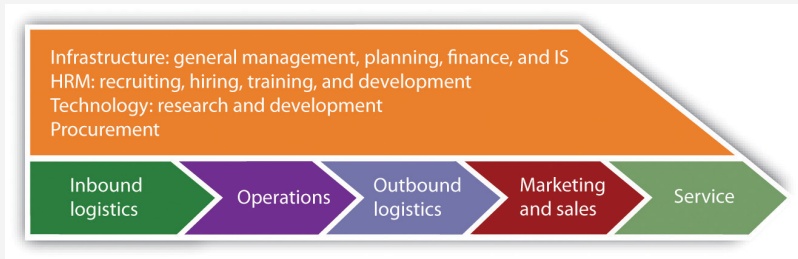 Infrastructure: general management, planning, finance, and IS
HRM: recruiting, hiring, training, and development
Technology: research and development
Procurement
Inbound
logistics
Operations
Outbound
logistics
Marketing
and sales
Service